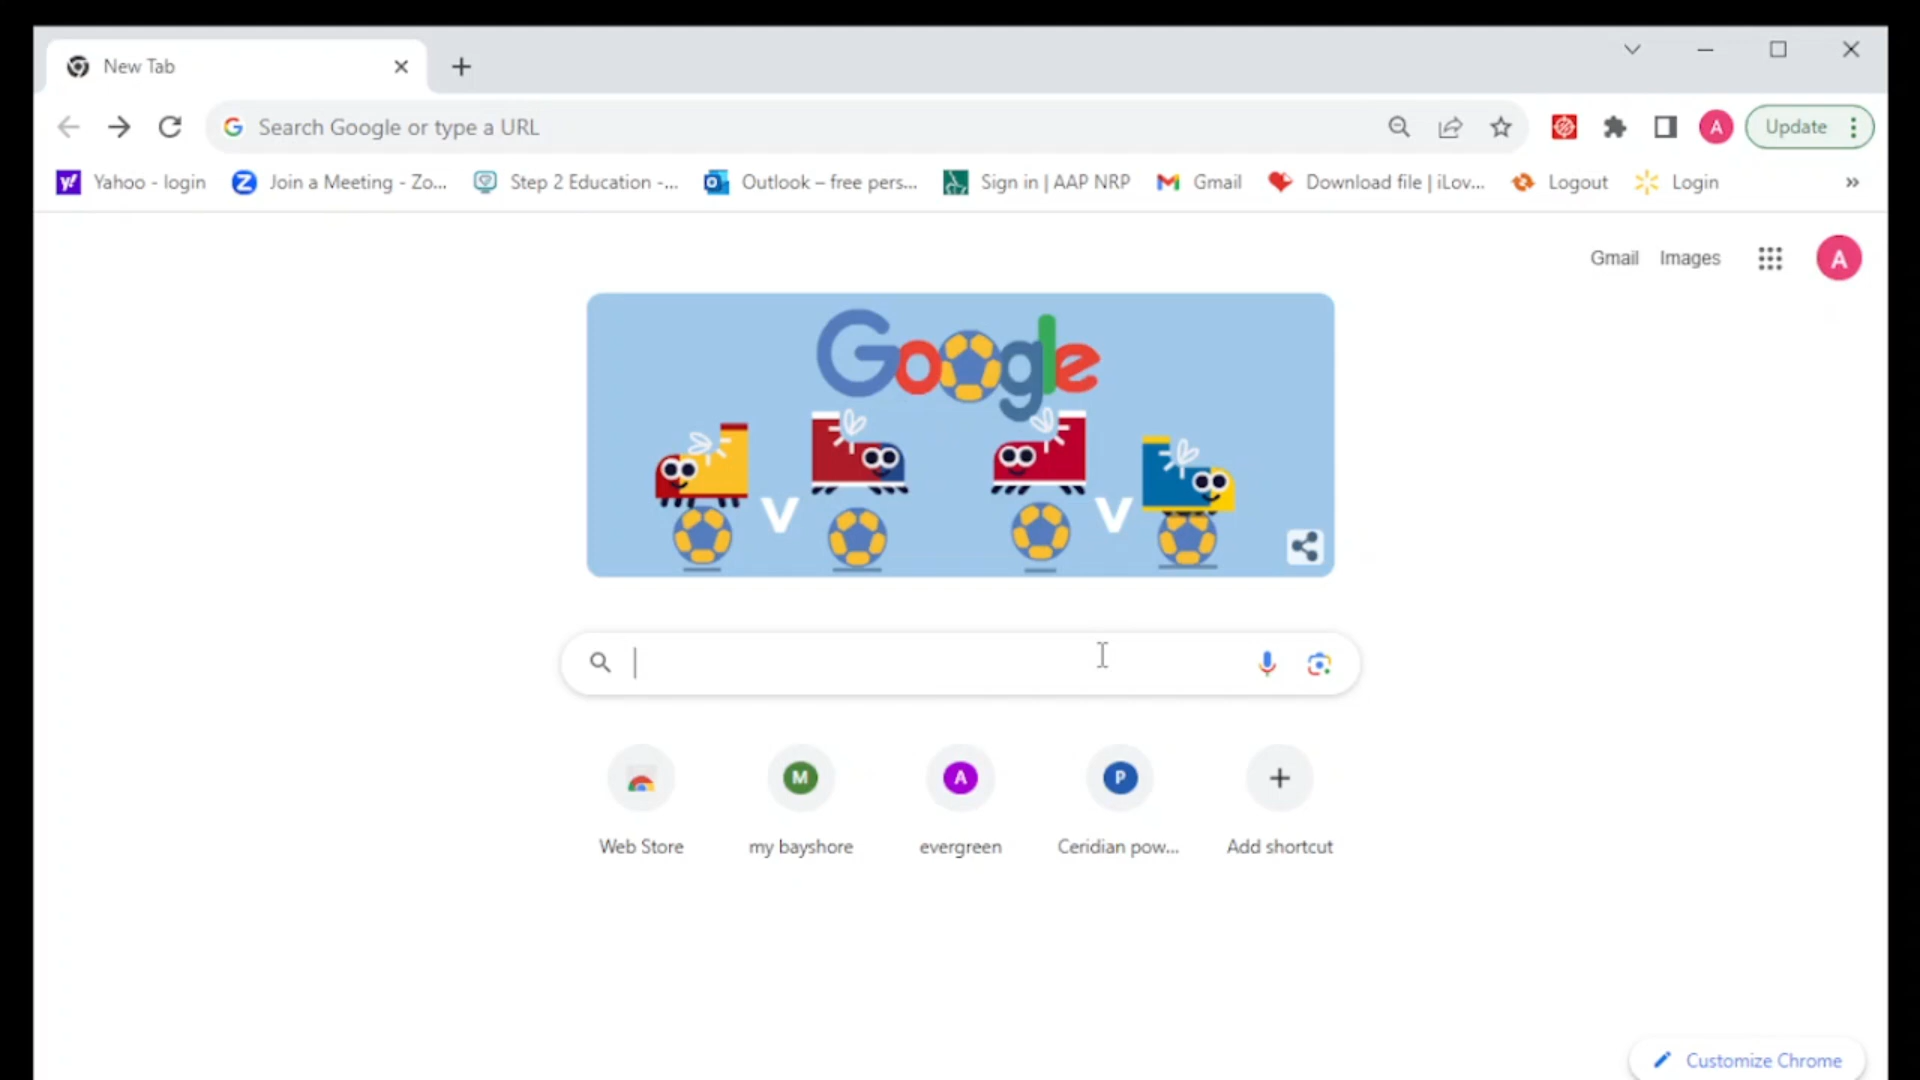 New Tab
Search Google or type a URL
A
Update
Yahoo - login
Join a Meeting - Zo...
Step 2 Education -...
Outlook – free pers...
Sign in | AAP NRP
Gmail
Download file | iLov...
Logout
Login
»
Gmail
Images
A
Google
V
V
M
A
P
Web Store
my bayshore
evergreen
Ceridian pow...
Add shortcut
Customize Chrome